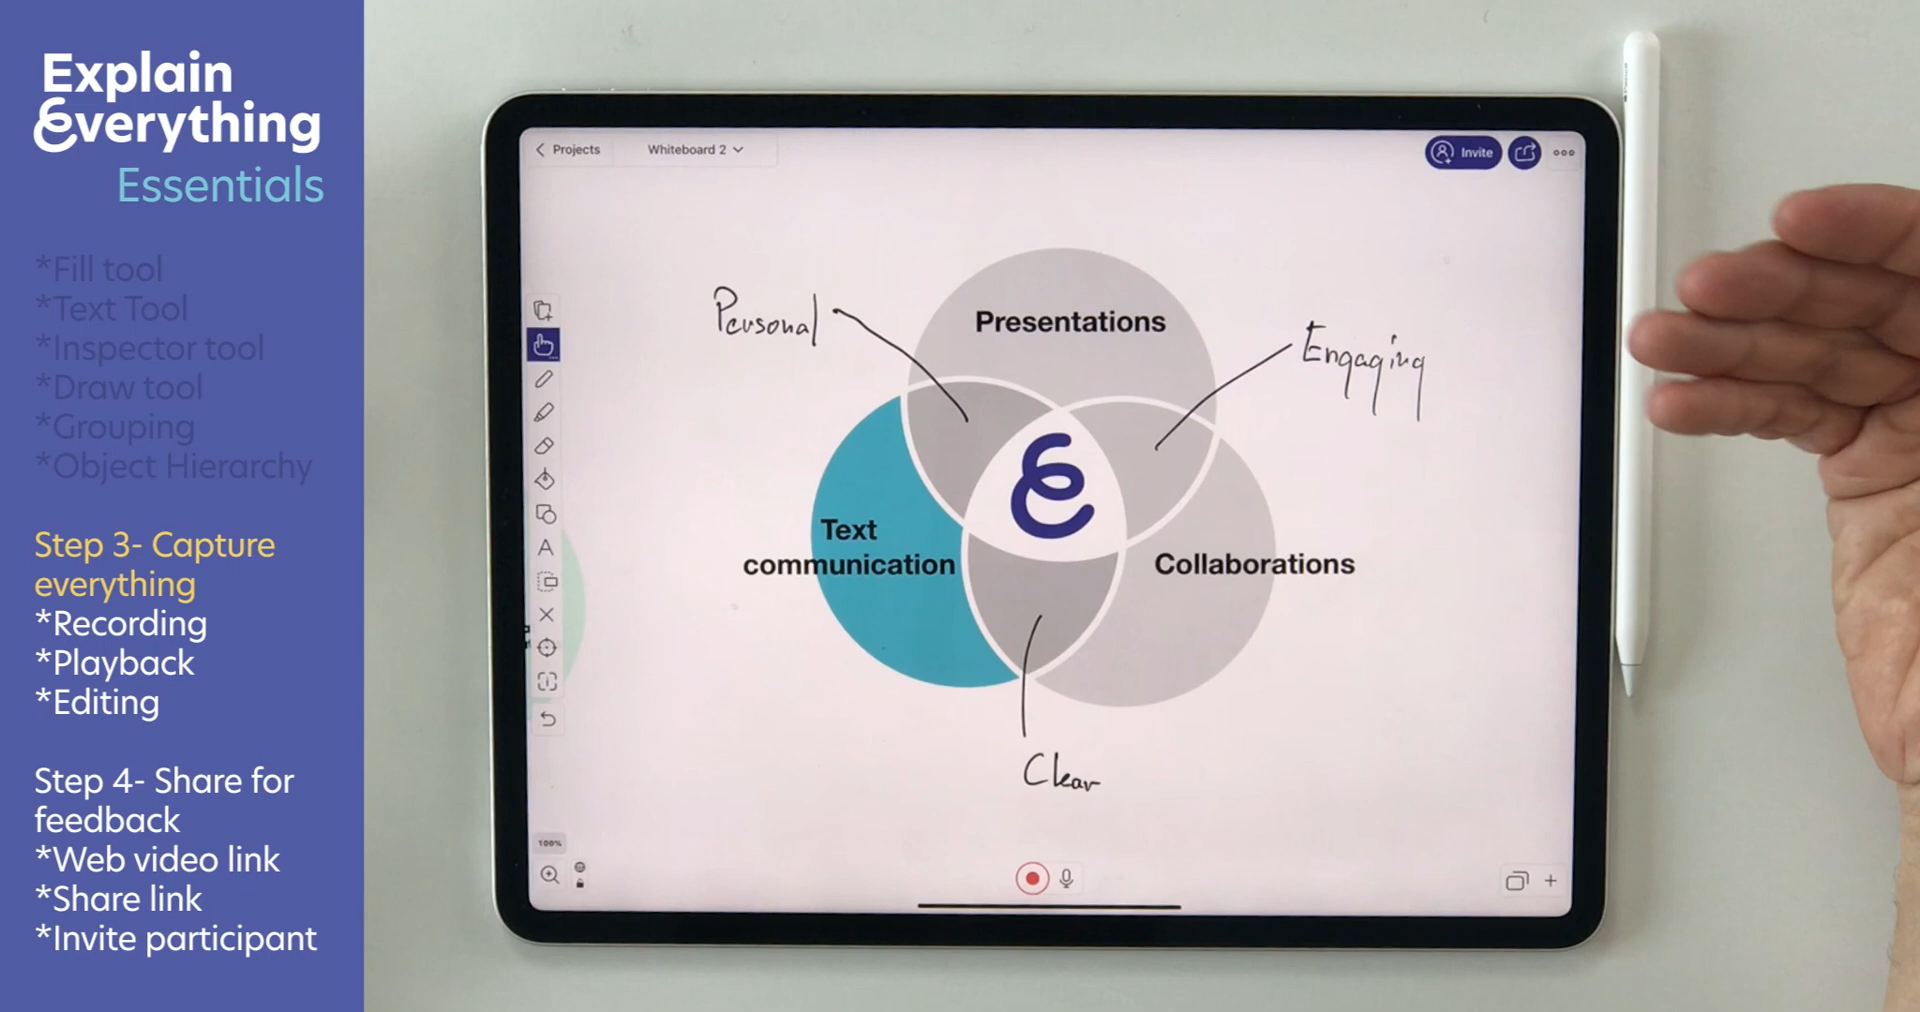 Explain
Everything
Essentials
*Fill tool
*Text Tool
*Inspector tool
*Draw tool
*Grouping
*Object Hierarchy
Step 3- Capture
everything
*Recording
*Playback
*Editing
Step 4- Share for
feedback
*Web video link
*Share link
*Invite participant
Projects
Whiteboard 2
Invite
Presentations
Personal
Engaging
Text
communication
Collaborations
Clear
100%